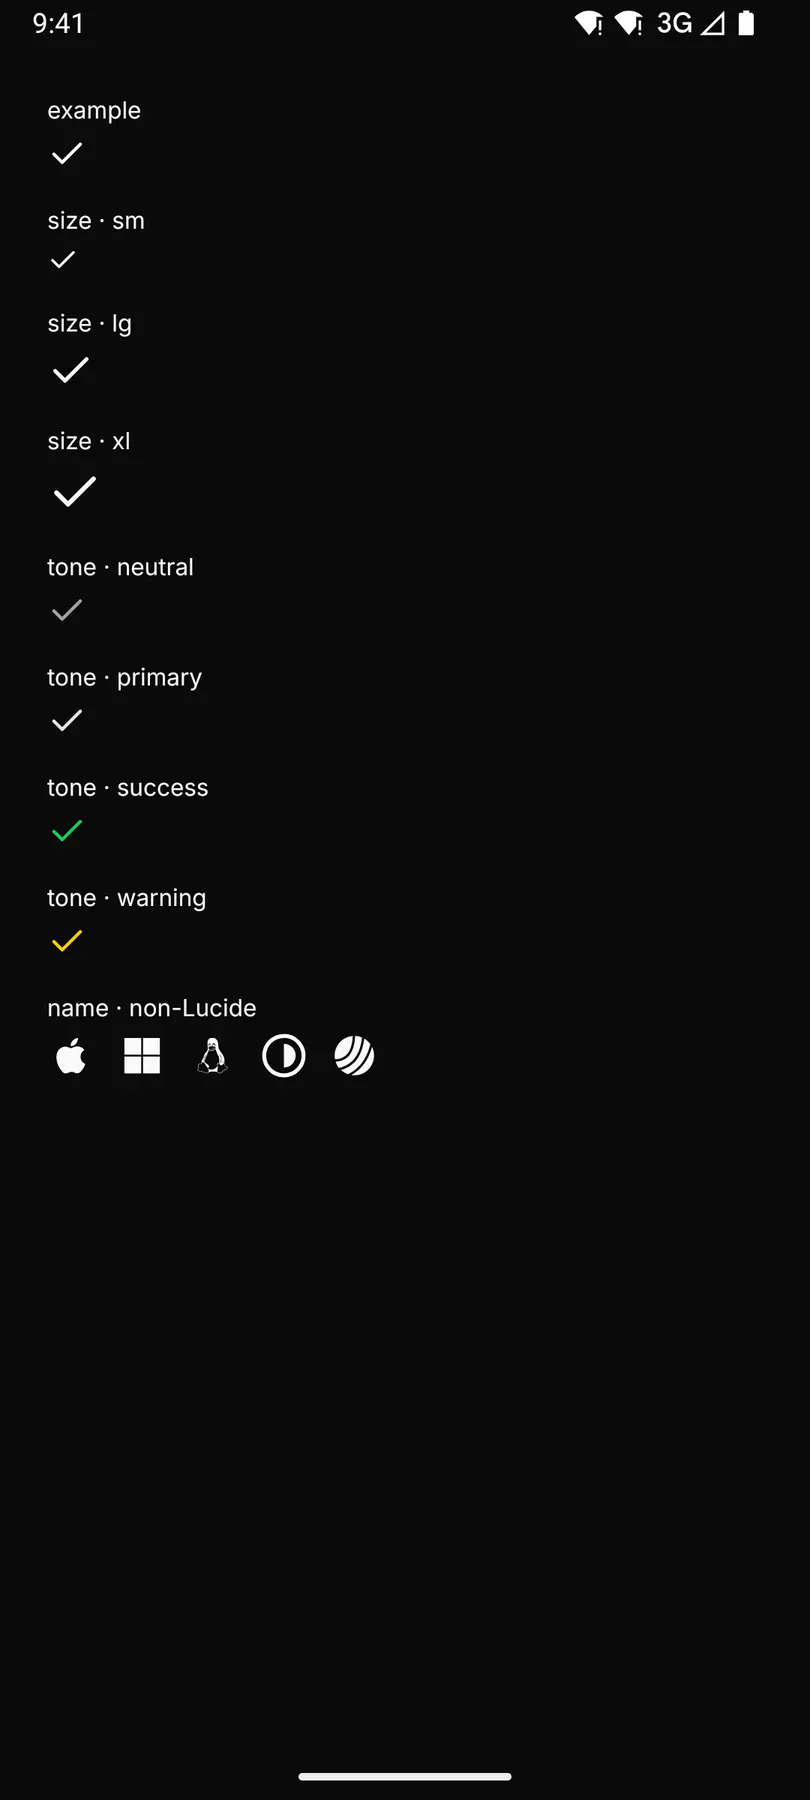 9:41 3G
example
size · sm
size · lg
size · xl
tone · neutral
tone · primary
tone · success
tone · warning
name · non-Lucide